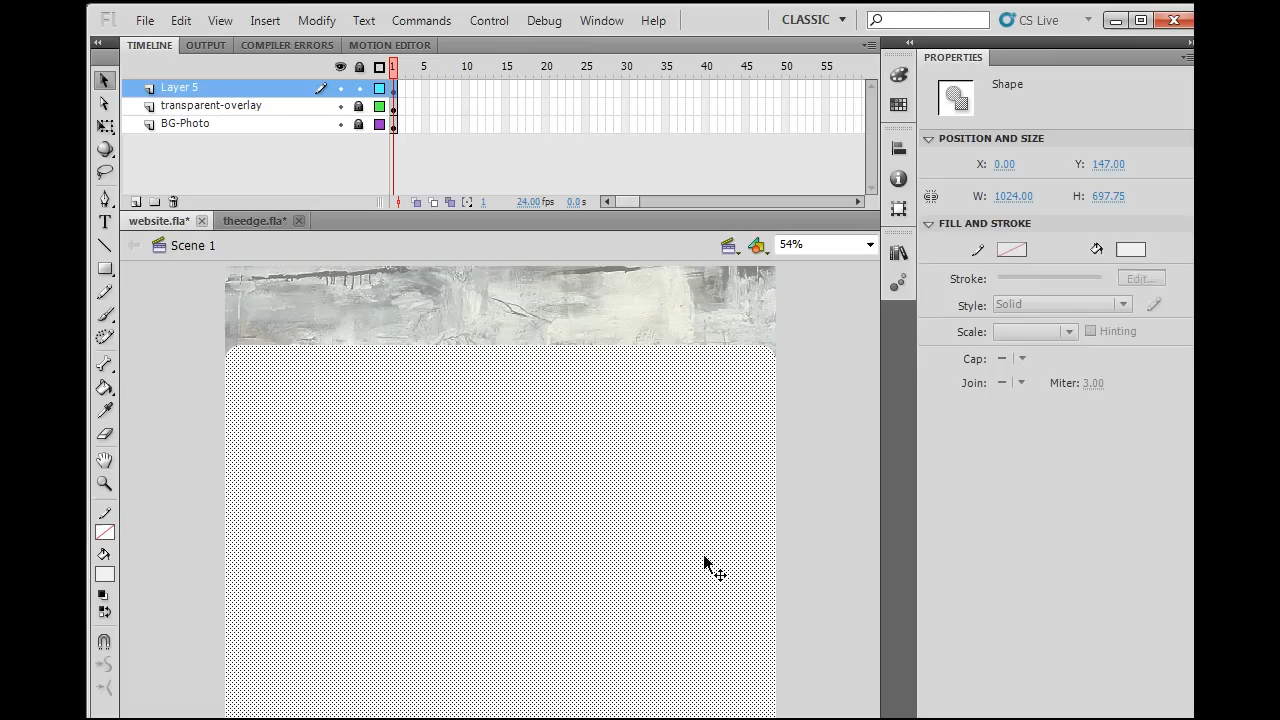 Fl File Edit View Insert Modify Text Commands Control Debug Window Help CLASSIC CS Live
TIMELINE OUTPUT COMPILER ERRORS MOTION EDITOR
PROPERTIES
1 5 10 15 20 25 30 35 40 45 50 55
Layer 5
transparent-overlay
BG-Photo
1 24.00 fps 0.0 s
website.fla* theedge.fla*
Scene 1
54%
Shape
POSITION AND SIZE
X: 0.00 Y: 147.00
W: 1024.00 H: 697.75
FILL AND STROKE
Stroke: Edit...
Style: Solid
Scale: Hinting
Cap:
Join: Miter: 3.00
T